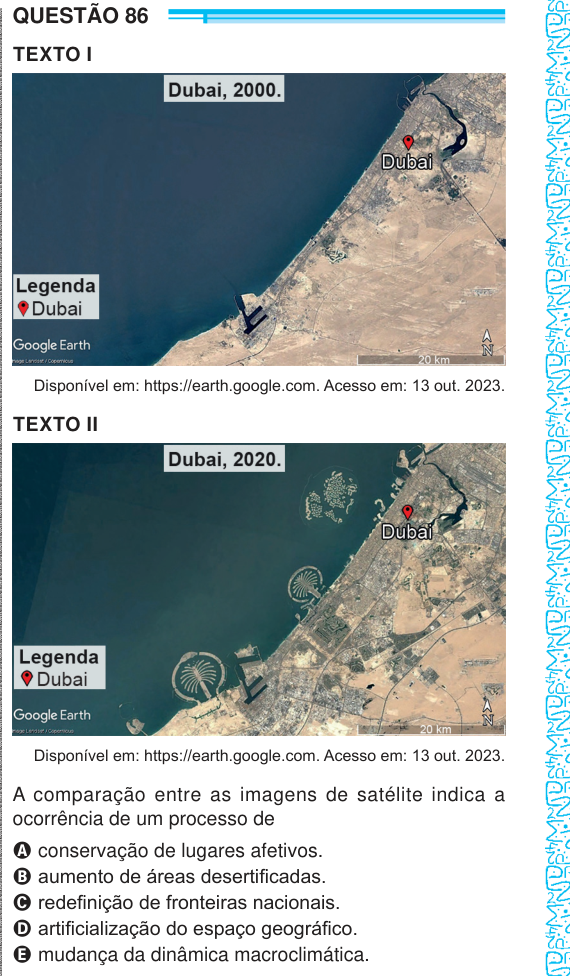 QUESTÃO 86
TEXTO I
Dubai, 2000.
Dubai
Legenda
Dubai
Google Earth
Image Landsat / Copernicus
20 km
N
Disponível em: https://earth.google.com. Acesso em: 13 out. 2023.
TEXTO II
Dubai, 2020.
Dubai
Legenda
Dubai
Google Earth
Image Landsat / Copernicus
20 km
N
Disponível em: https://earth.google.com. Acesso em: 13 out. 2023.
A comparação entre as imagens de satélite indica a
ocorrência de um processo de
A conservação de lugares afetivos.
B aumento de áreas desertificadas.
C redefinição de fronteiras nacionais.
D artificialização do espaço geográfico.
E mudança da dinâmica macroclimática.